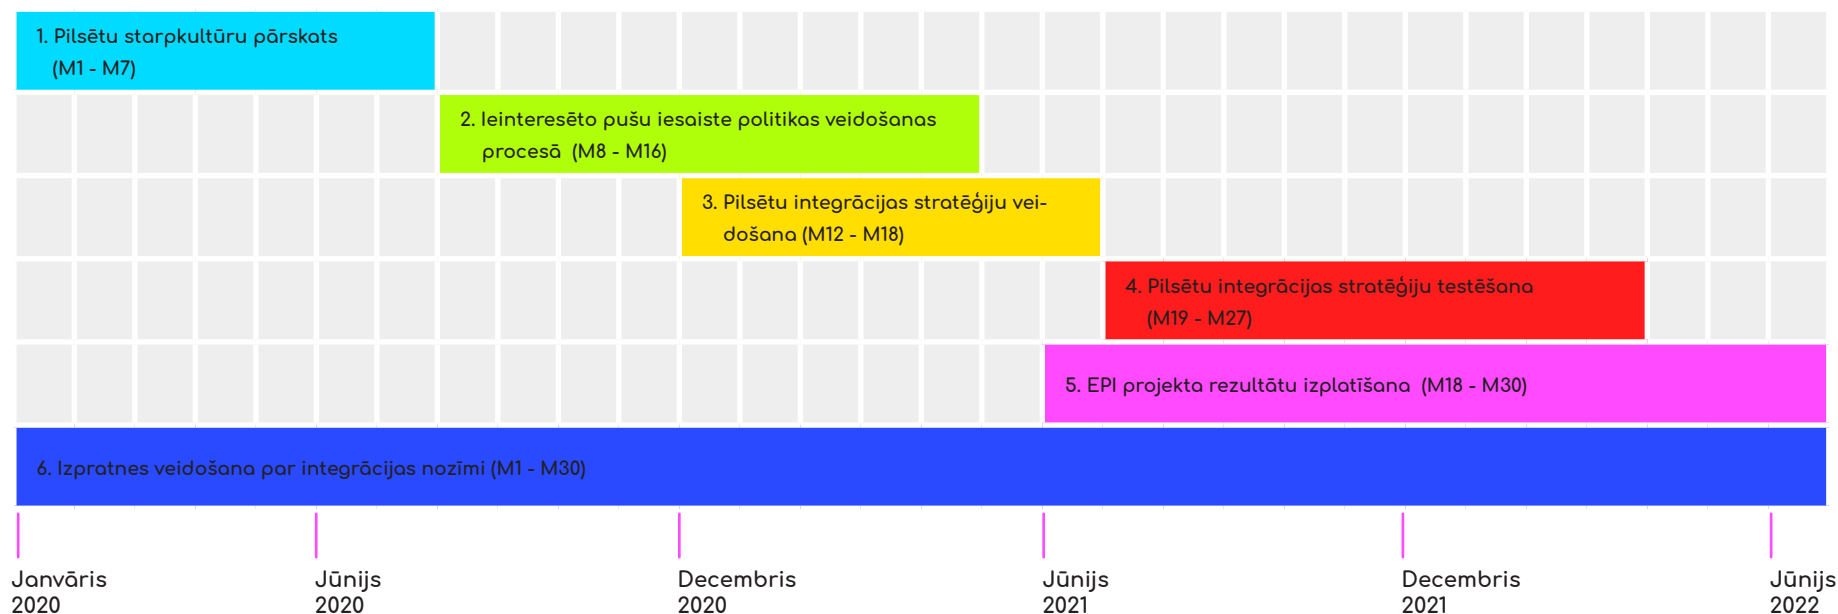 1. Pilsētu starpkultūru pārskats
(M1 - M7)
2. Ieinteresēto pušu iesaiste politikas veidošanas
procesā (M8 - M16)
3. Pilsētu integrācijas stratēģiju vei-
došana (M12 - M18)
4. Pilsētu integrācijas stratēģiju testēšana
(M19 - M27)
5. EPI projekta rezultātu izplatīšana (M18 - M30)
6. Izpratnes veidošana par integrācijas nozīmi (M1 - M30)
Janvāris
2020
Jūnijs
2020
Decembris
2020
Jūnijs
2021
Decembris
2021
Jūnijs
2022